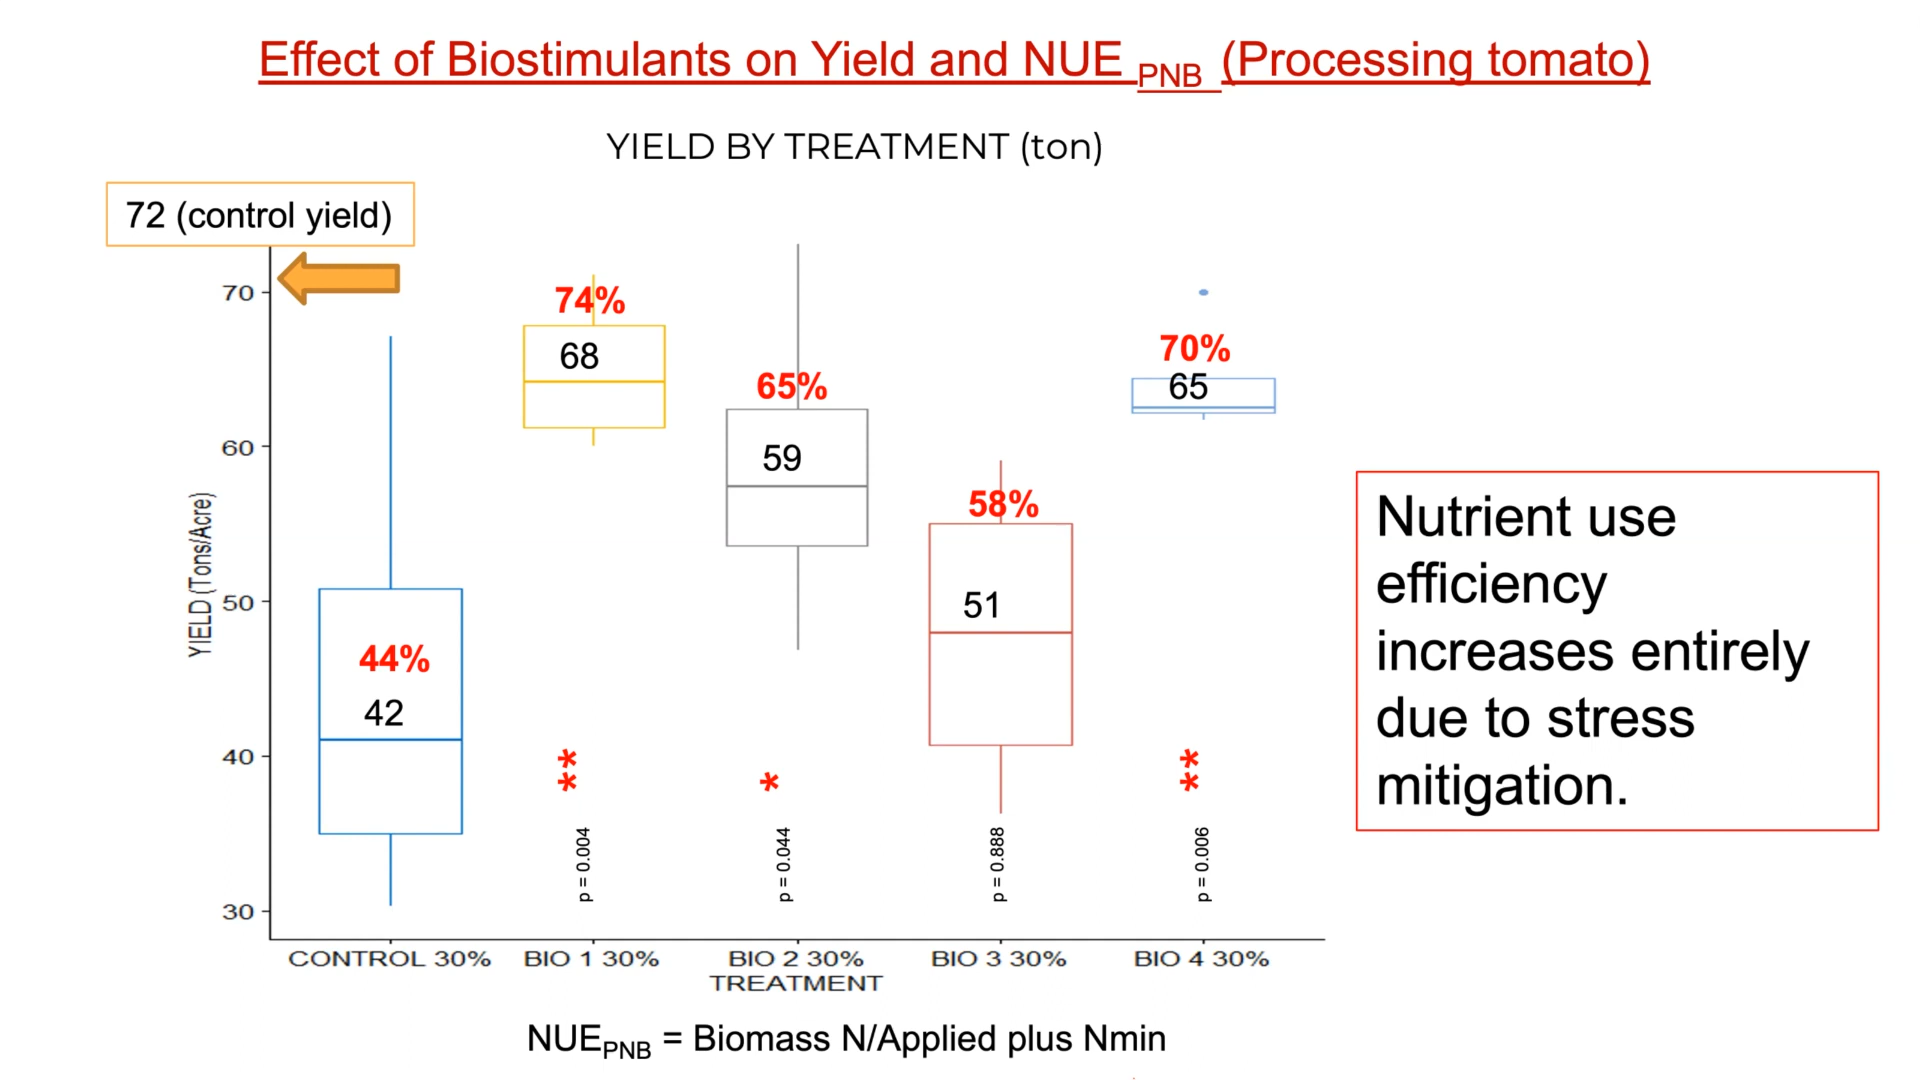 Effect of Biostimulants on Yield and NUE PNB (Processing tomato)
YIELD BY TREATMENT (ton)
72 (control yield)
YIELD (Tons/Acre)
70
60
50
40
30
44%
42
74%
68
65%
59
58%
51
70%
65
**
*
**
p = 0.004
p = 0.044
p = 0.888
p = 0.006
CONTROL 30%
BIO 1 30%
BIO 2 30%
BIO 3 30%
BIO 4 30%
TREATMENT
Nutrient use
efficiency
increases entirely
due to stress
mitigation.
NUEPNB = Biomass N/Applied plus Nmin